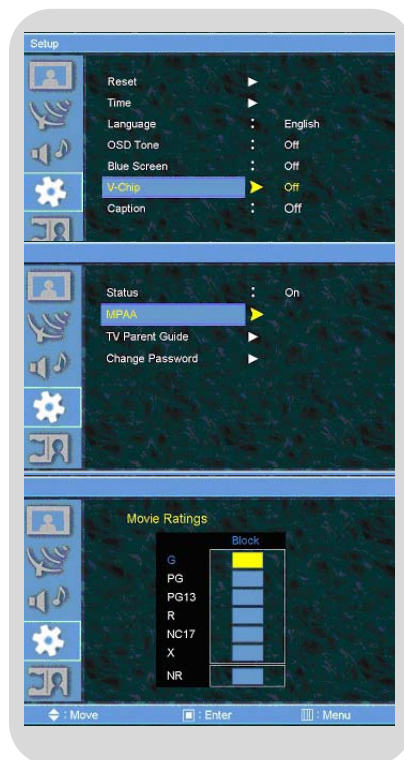 Setup
Reset ►
Time ►
Language : English
OSD Tone : Off
Blue Screen : Off
V-Chip ➤ Off
Caption : Off
Status : On
MPAA ➤
TV Parent Guide ►
Change Password ►
Movie Ratings
Block
G
PG
PG13
R
NC17
X
NR
: Move : Enter : Menu